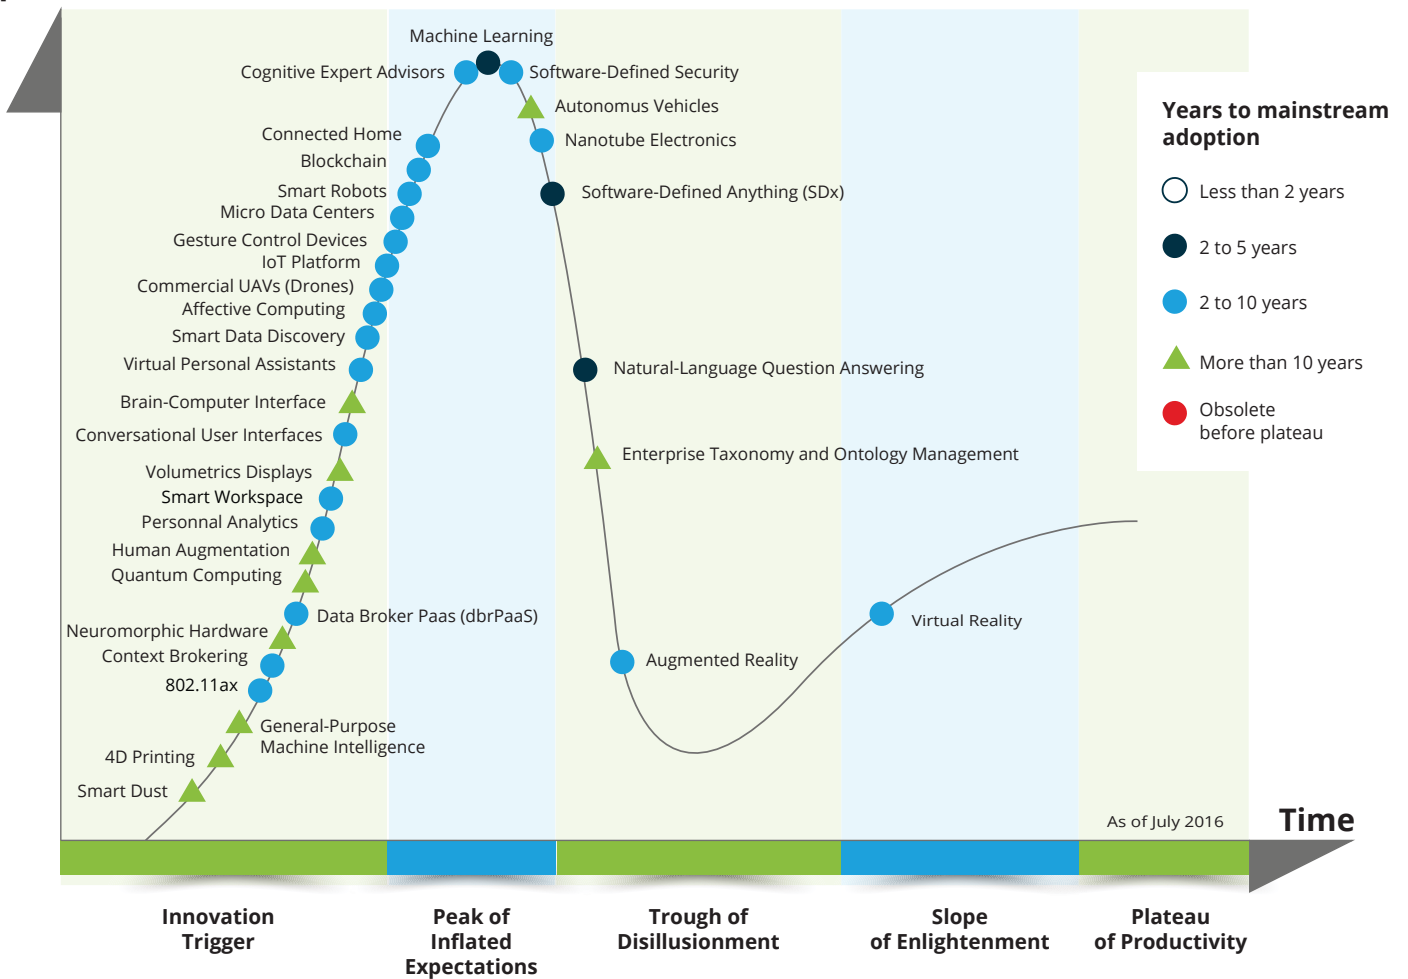 Machine Learning
Cognitive Expert Advisors
Software-Defined Security
Autonomus Vehicles
Connected Home
Nanotube Electronics
Blockchain
Smart Robots
Software-Defined Anything (SDx)
Micro Data Centers
Gesture Control Devices
IoT Platform
Commercial UAVs (Drones)
Affective Computing
Smart Data Discovery
Virtual Personal Assistants
Natural-Language Question Answering
Brain-Computer Interface
Conversational User Interfaces
Enterprise Taxonomy and Ontology Management
Volumetrics Displays
Smart Workspace
Personnal Analytics
Human Augmentation
Quantum Computing
Data Broker Paas (dbrPaaS)
Neuromorphic Hardware
Context Brokering
802.11ax
General-Purpose
Machine Intelligence
4D Printing
Smart Dust
Augmented Reality
Virtual Reality
Years to mainstream
adoption
Less than 2 years
2 to 5 years
2 to 10 years
More than 10 years
Obsolete
before plateau
As of July 2016
Time
Innovation
Trigger
Peak of
Inflated
Expectations
Trough of
Disillusionment
Slope
of Enlightenment
Plateau
of Productivity